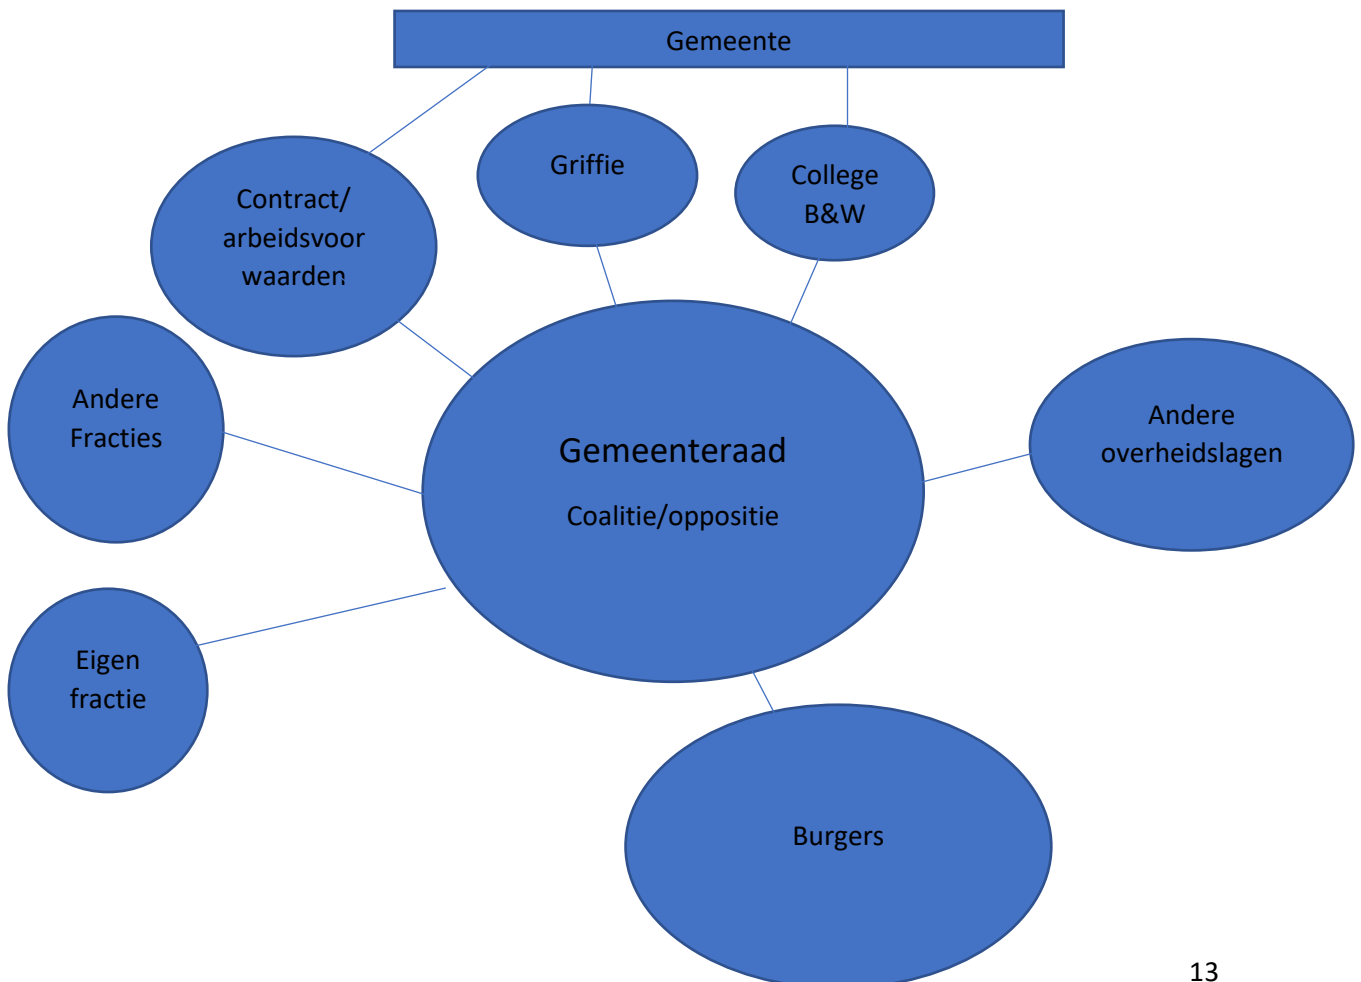 Gemeente
Griffie
College
B&W
Contract/
arbeidsvoor
waarden
Andere
Fracties
Gemeenteraad
Coalitie/oppositie
Andere
overheidslagen
Eigen
fractie
Burgers
13